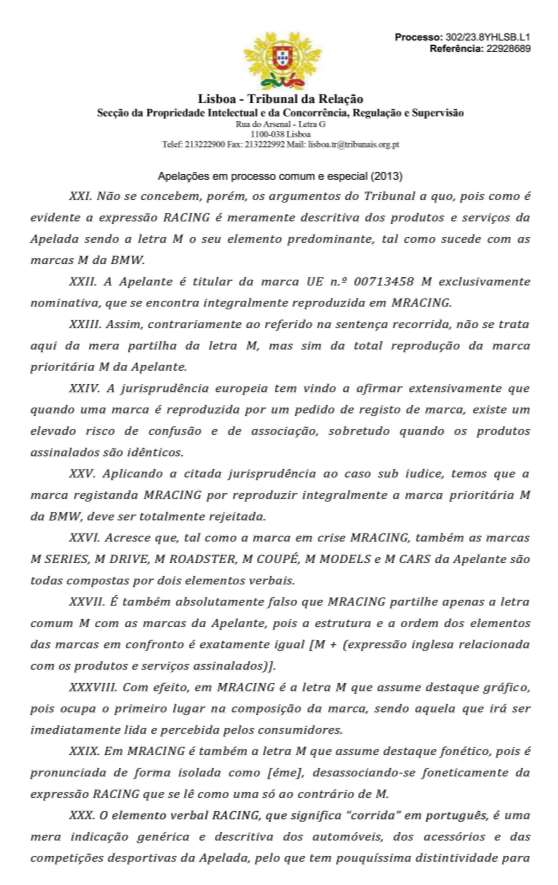 Processo: 302/23.8YHLSB.L1
Referência: 22928689
Lisboa - Tribunal da Relação
Secção da Propriedade Intelectual e da Concorrência, Regulação e Supervisão
Rua do Arsenal - Letra G
1100-038 Lisboa
Telef: 213222900 Fax: 213222992 Mail: lisboa.tr@tribunais.org.pt
Apelações em processo comum e especial (2013)
XXI. Não se concebem, porém, os argumentos do Tribunal a quo, pois como é
evidente a expressão RACING é meramente descritiva dos produtos e serviços da
Apelada sendo a letra M o seu elemento predominante, tal como sucede com as
marcas M da BMW.
XXII. A Apelante é titular da marca UE n.º 00713458 M exclusivamente
nominativa, que se encontra integralmente reproduzida em MRACING.
XXIII. Assim, contrariamente ao referido na sentença recorrida, não se trata
aqui da mera partilha da letra M, mas sim da total reprodução da marca
prioritária M da Apelante.
XXIV. A jurisprudência europeia tem vindo a afirmar extensivamente que
quando uma marca é reproduzida por um pedido de registo de marca, existe um
elevado risco de confusão e de associação, sobretudo quando os produtos
assinalados são idênticos.
XXV. Aplicando a citada jurisprudência ao caso sub iudice, temos que a
marca registanda MRACING por reproduzir integralmente a marca prioritária M
da BMW, deve ser totalmente rejeitada.
XXVI. Acresce que, tal como a marca em crise MRACING, também as marcas
M SERIES, M DRIVE, M ROADSTER, M COUPÉ, M MODELS e M CARS da Apelante são
todas compostas por dois elementos verbais.
XXVII. É também absolutamente falso que MRACING partilhe apenas a letra
comum M com as marcas da Apelante, pois a estrutura e a ordem dos elementos
das marcas em confronto é exatamente igual [M + (expressão inglesa relacionada
com os produtos e serviços assinalados)].
XXXVIII. Com efeito, em MRACING é a letra M que assume destaque gráfico,
pois ocupa o primeiro lugar na composição da marca, sendo aquela que irá ser
imediatamente lida e percebida pelos consumidores.
XXIX. Em MRACING é também a letra M que assume destaque fonético, pois é
pronunciada de forma isolada como [éme], desassociando-se foneticamente da
expressão RACING que se lê como uma só ao contrário de M.
XXX. O elemento verbal RACING, que significa "corrida" em português, é uma
mera indicação genérica e descritiva dos automóveis, dos acessórios e das
competições desportivas da Apelada, pelo que tem pouquíssima distintividade para